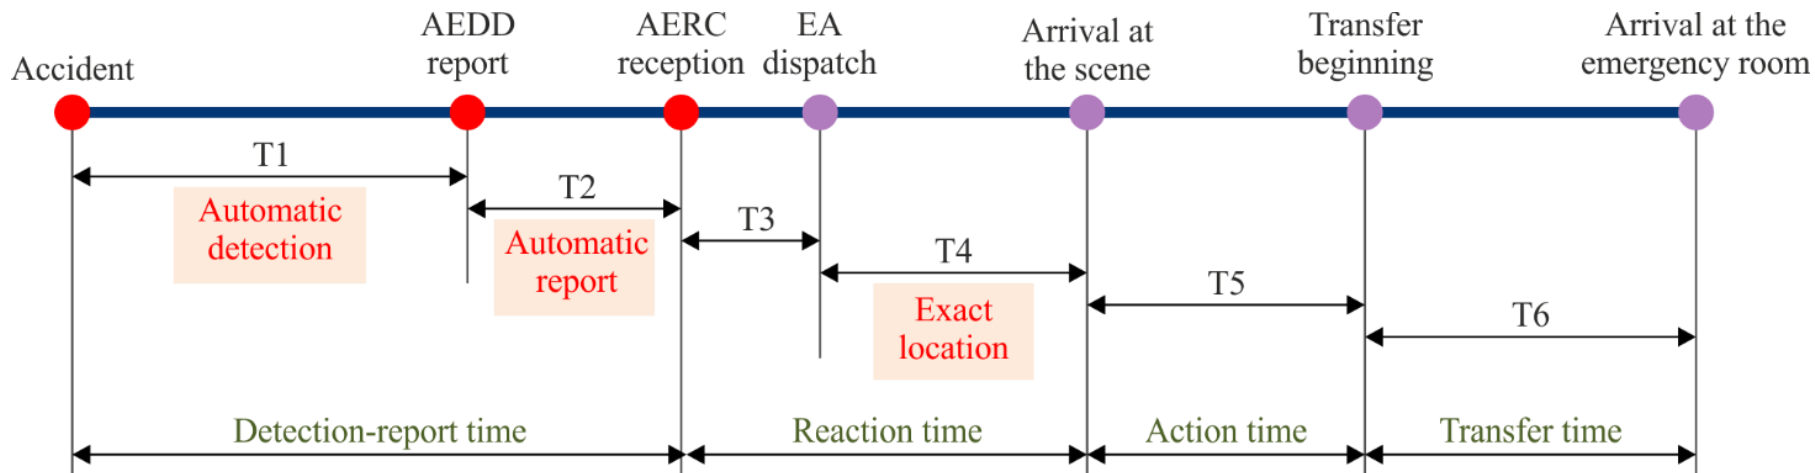 Accident
AEDD
report
AERC
reception
EA
dispatch
Arrival at
the scene
Transfer
beginning
Arrival at the
emergency room
T1
Automatic
detection
T2
Automatic
report
T3
T4
Exact
location
T5
T6
Detection-report time
Reaction time
Action time
Transfer time